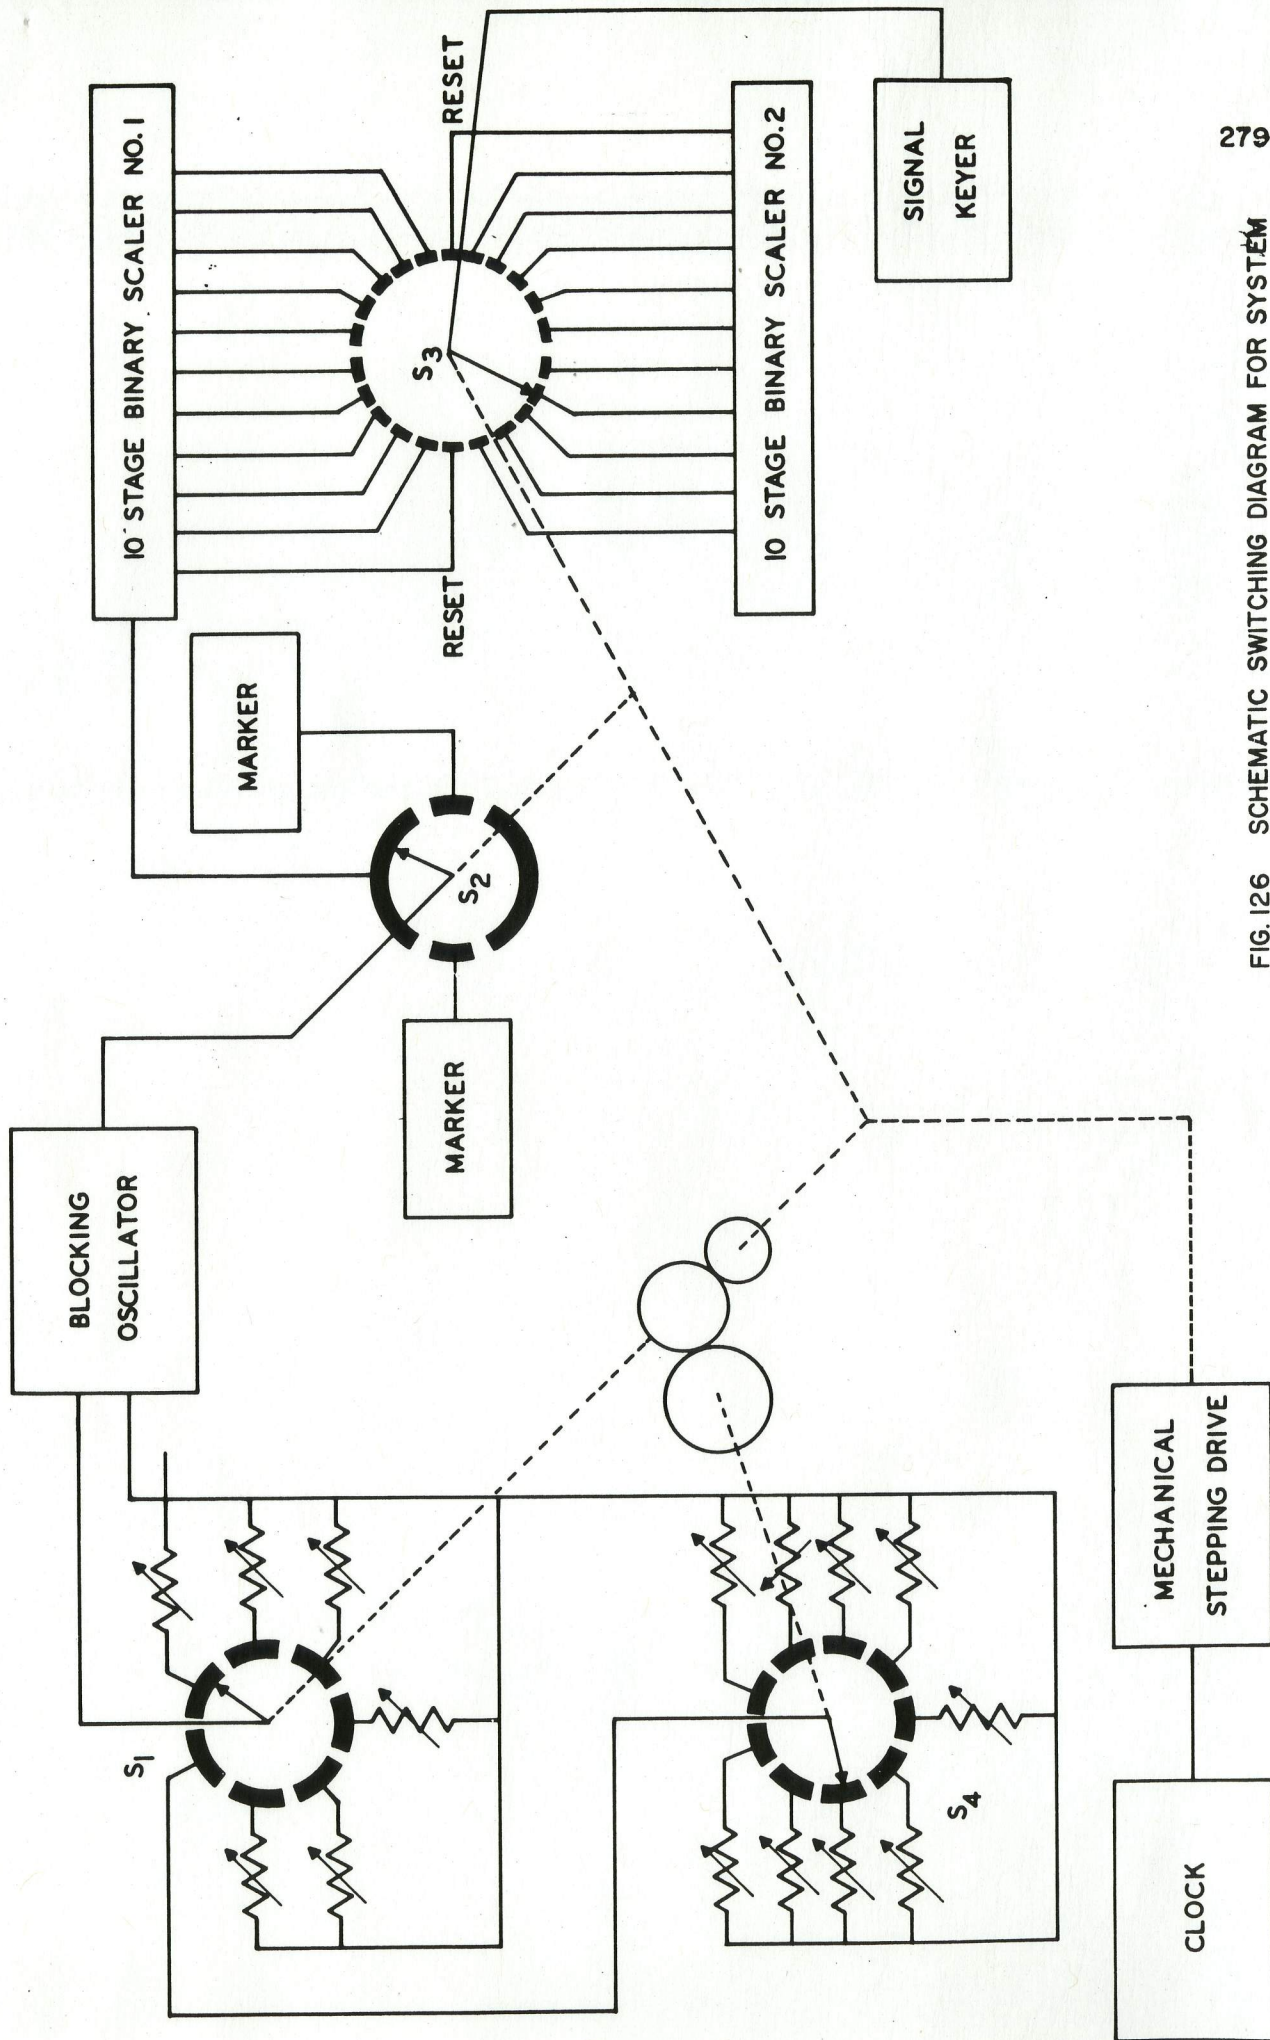 10 STAGE BINARY SCALER NO. 1
RESET
RESET
S3
10 STAGE BINARY SCALER NO. 2
SIGNAL
KEYER
MARKER
S2
MARKER
BLOCKING
OSCILLATOR
S1
S4
MECHANICAL
STEPPING DRIVE
CLOCK
FIG. 126 SCHEMATIC SWITCHING DIAGRAM FOR SYSTEM
279